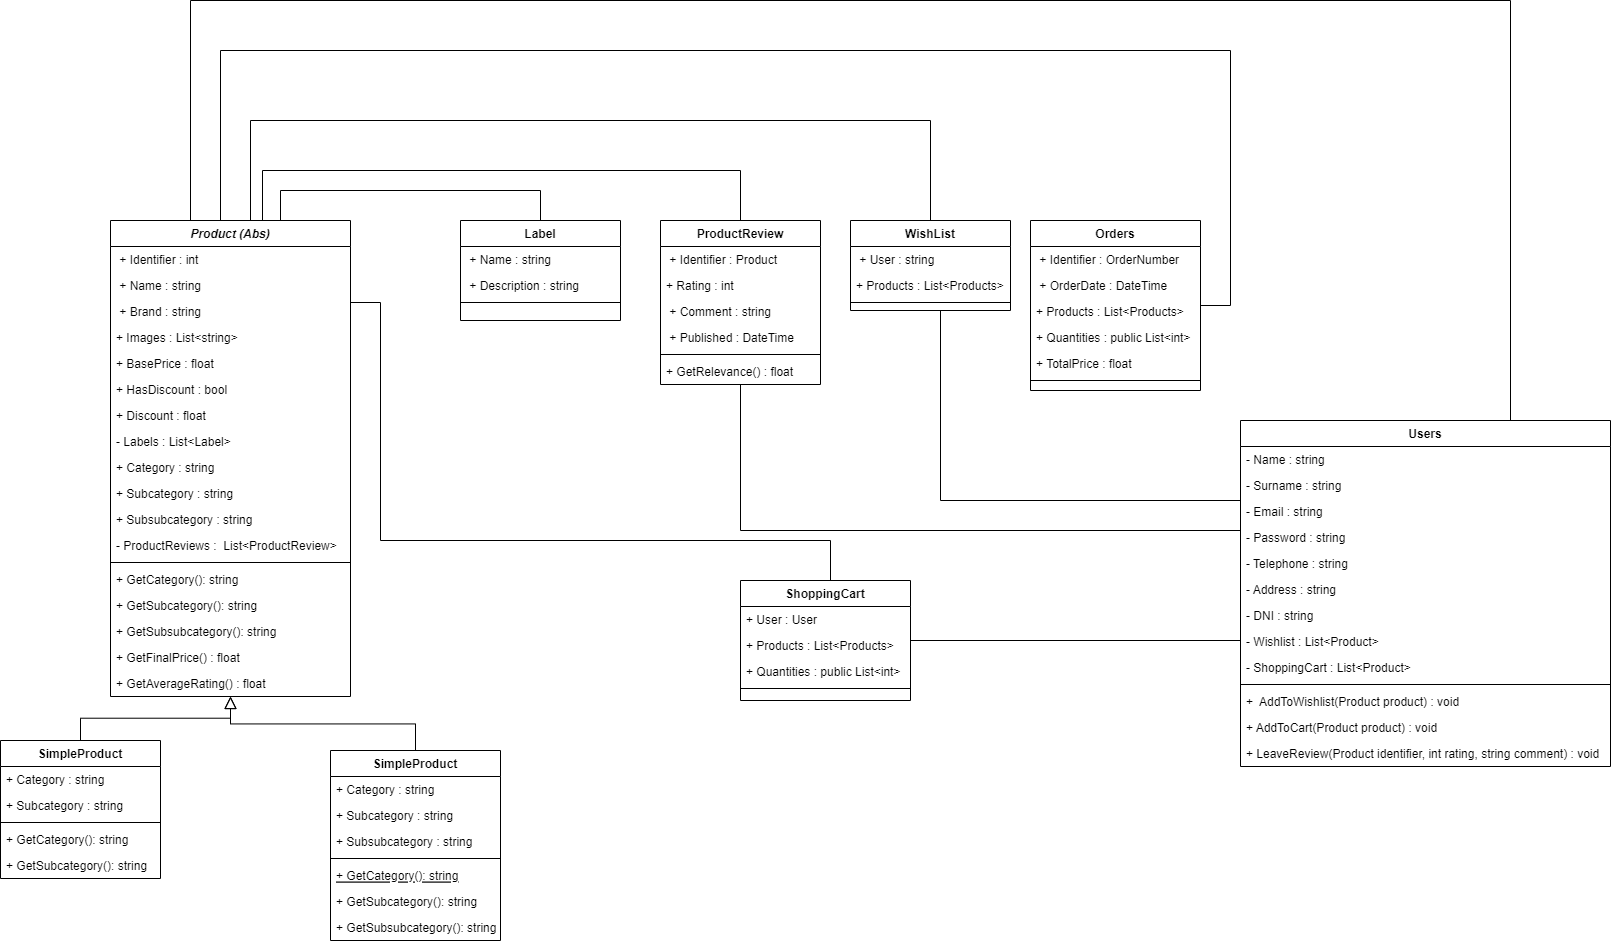 Product (Abs)
+ Identifier : int
+ Name : string
+ Brand : string
+ Images : List<string>
+ BasePrice : float
+ HasDiscount : bool
+ Discount : float
- Labels : List<Label>
+ Category : string
+ Subcategory : string
+ Subsubcategory : string
- ProductReviews :  List<ProductReview>
+ GetCategory(): string
+ GetSubcategory(): string
+ GetSubsubcategory(): string
+ GetFinalPrice() : float
+ GetAverageRating() : float
Label
+ Name : string
+ Description : string
ProductReview
+ Identifier : Product
+ Rating : int
+ Comment : string
+ Published : DateTime
+ GetRelevance() : float
WishList
+ User : string
+ Products : List<Products>
Orders
+ Identifier : OrderNumber
+ OrderDate : DateTime
+ Products : List<Products>
+ Quantities : public List<int>
+ TotalPrice : float
Users
- Name : string
- Surname : string
- Email : string
- Password : string
- Telephone : string
- Address : string
- DNI : string
- Wishlist : List<Product>
- ShoppingCart : List<Product>
+  AddToWishlist(Product product) : void
+ AddToCart(Product product) : void
+ LeaveReview(Product identifier, int rating, string comment) : void
ShoppingCart
+ User : User
+ Products : List<Products>
+ Quantities : public List<int>
SimpleProduct
+ Category : string
+ Subcategory : string
+ GetCategory(): string
+ GetSubcategory(): string
SimpleProduct
+ Category : string
+ Subcategory : string
+ Subsubcategory : string
+ GetCategory(): string
+ GetSubcategory(): string
+ GetSubsubcategory(): string